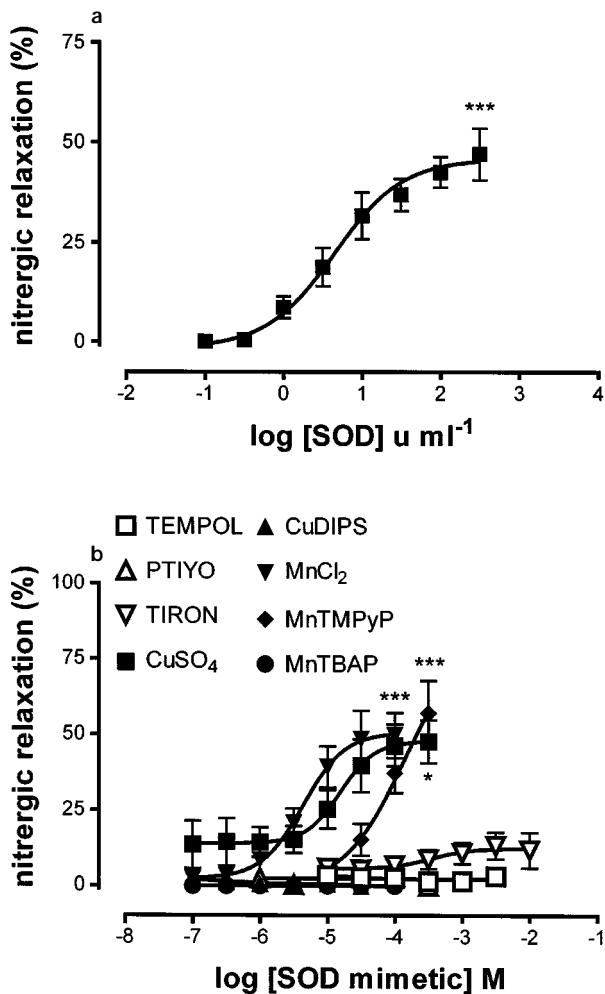 a
75
50
25
0
nitrergic relaxation (%)
***
-2 -1 0 1 2 3 4
log [SOD] u ml⁻¹
b
TEMPOL CuDIPS
PTIYO MnCl₂
TIRON MnTMPyP
CuSO₄ MnTBAP
100
75
50
25
0
nitrergic relaxation (%)
***
***
*
-8 -7 -6 -5 -4 -3 -2 -1
log [SOD mimetic] M